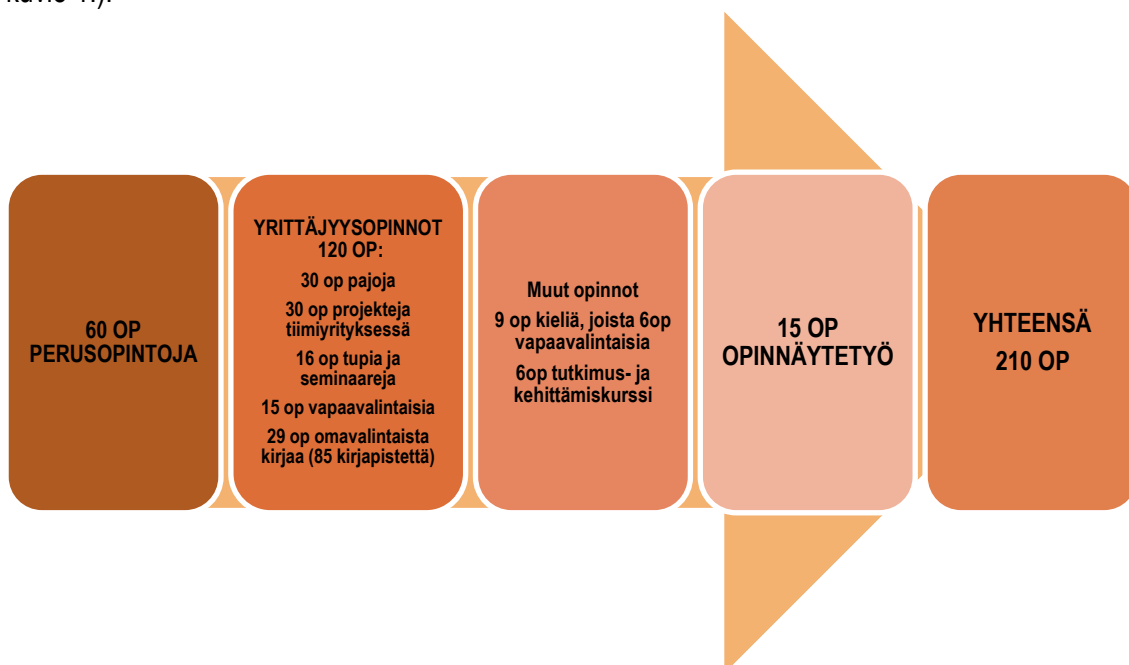 kuvio 1.).
60 OP
PERUSOPINTOJA
YRITTÄJYYSOPINNOT
120 OP:
30 op pajoja
30 op projekteja
tiimiyrityksessä
16 op tupia ja
seminaareja
15 op vapaavalintaisia
29 op omavalintaista
kirjaa (85 kirjapistettä)
Muut opinnot
9 op kieliä, joista 6op
vapaavalintaisia
6op tutkimus- ja
kehittämiskurssi
15 OP
OPINNÄYTETYÖ
YHTEENSÄ
210 OP